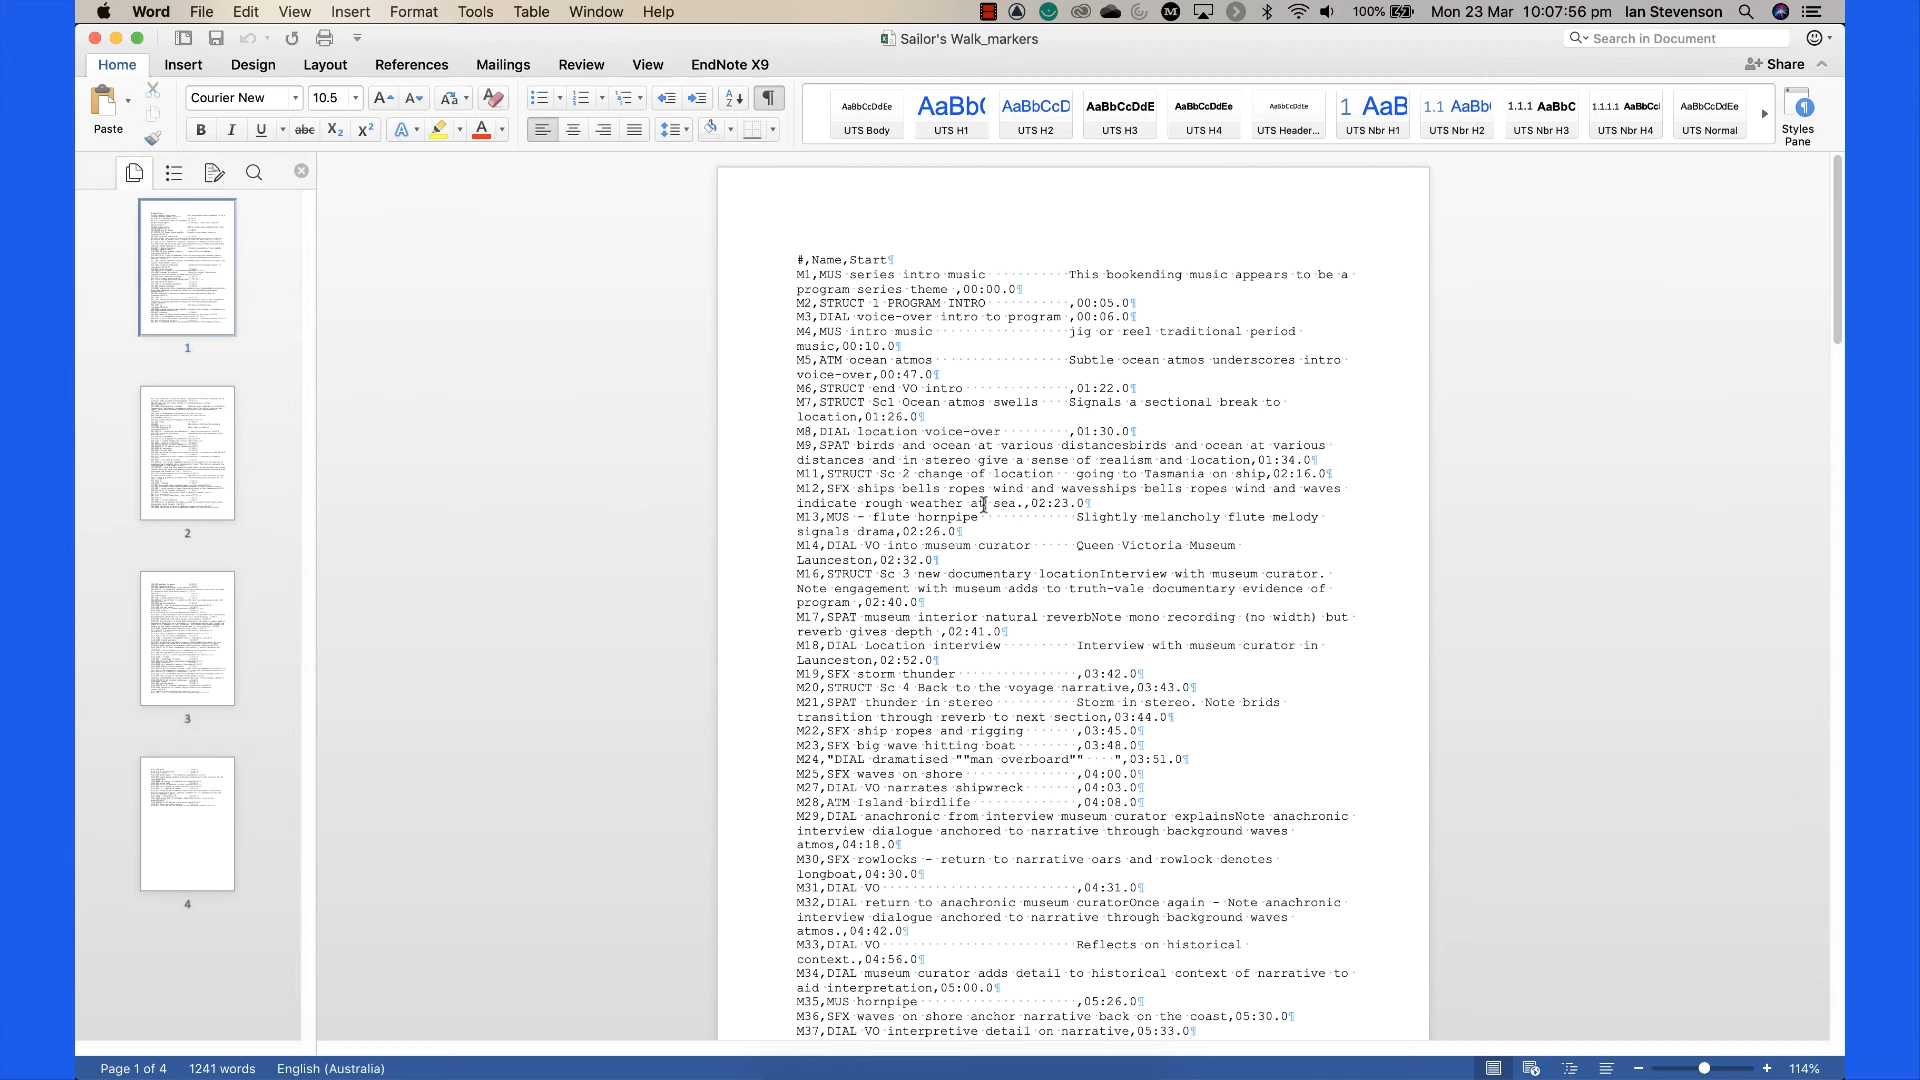 Word File Edit View Insert Format Tools Table Window Help 100% Mon 23 Mar 10:07:56 pm Ian Stevenson
Sailor's Walk_markers
Search in Document
Home Insert Design Layout References Mailings Review View EndNote X9 Share
Courier New 10.5
Paste
AaBbCcDdEe UTS Body
AaBb( UTS H1
AaBbCcD UTS H2
AaBbCcDdE UTS H3
AaBbCcDdEe UTS H4
AaBbCcDdEe UTS Header...
1 AaB UTS Nbr H1
1.1 AaBb( UTS Nbr H2
1.1.1 AaBbC UTS Nbr H3
1.1.1.1 AaBbCc UTS Nbr H4
AaBbCcDdEe UTS Normal
Styles Pane
1
2
3
4
#,Name,Start¶
M1,MUS series intro music This bookending music appears to be a
program series theme ,00:00.0¶
M2,STRUCT 1 PROGRAM INTRO ,00:05.0¶
M3,DIAL voice-over intro to program ,00:06.0¶
M4,MUS intro music jig or reel traditional period
music,00:10.0¶
M5,ATM ocean atmos Subtle ocean atmos underscores intro
voice-over,00:47.0¶
M6,STRUCT end VO intro ,01:22.0¶
M7,STRUCT Sc1 Ocean atmos swells Signals a sectional break to
location,01:26.0¶
M8,DIAL location voice-over ,01:30.0¶
M9,SPAT birds and ocean at various distancesbirds and ocean at various
distances and in stereo give a sense of realism and location,01:34.0¶
M11,STRUCT Sc 2 change of location going to Tasmania on ship,02:16.0¶
M12,SFX ships bells ropes wind and wavesships bells ropes wind and waves
indicate rough weather at sea.,02:23.0¶
M13,MUS - flute hornpipe Slightly melancholy flute melody
signals drama,02:26.0¶
M14,DIAL VO into museum curator Queen Victoria Museum
Launceston,02:32.0¶
M16,STRUCT Sc 3 new documentary locationInterview with museum curator.
Note engagement with museum adds to truth-vale documentary evidence of
program ,02:40.0¶
M17,SPAT museum interior natural reverbNote mono recording (no width) but
reverb gives depth ,02:41.0¶
M18,DIAL Location interview Interview with museum curator in
Launceston,02:52.0¶
M19,SFX storm thunder ,03:42.0¶
M20,STRUCT Sc 4 Back to the voyage narrative,03:43.0¶
M21,SPAT thunder in stereo Storm in stereo. Note brids
transition through reverb to next section,03:44.0¶
M22,SFX ship ropes and rigging ,03:45.0¶
M23,SFX big wave hitting boat ,03:48.0¶
M24,"DIAL dramatised ""man overboard"" ",03:51.0¶
M25,SFX waves on shore ,04:00.0¶
M27,DIAL VO narrates shipwreck ,04:03.0¶
M28,ATM Island birdlife ,04:08.0¶
M29,DIAL anachronic from interview museum curator explainsNote anachronic
interview dialogue anchored to narrative through background waves
atmos,04:18.0¶
M30,SFX rowlocks - return to narrative oars and rowlock denotes
longboat,04:30.0¶
M31,DIAL VO ,04:31.0¶
M32,DIAL return to anachronic museum curatorOnce again - Note anachronic
interview dialogue anchored to narrative through background waves
atmos.,04:42.0¶
M33,DIAL VO Reflects on historical
context.,04:56.0¶
M34,DIAL museum curator adds detail to historical context of narrative to
aid interpretation,05:00.0¶
M35,MUS hornpipe ,05:26.0¶
M36,SFX waves on shore anchor narrative back on the coast,05:30.0¶
M37,DIAL VO interpretive detail on narrative,05:33.0¶
Page 1 of 4 1241 words English (Australia) 114%